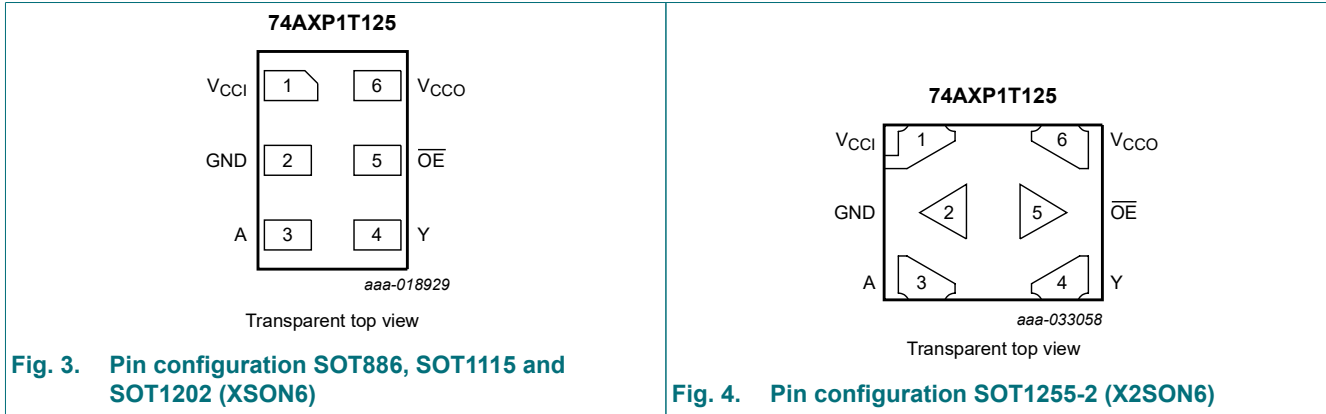 74AXP1T125
VCCI 1 6 VCCO
GND 2 5 O̅E̅
A 3 4 Y
aaa-018929
Transparent top view
Fig. 3. Pin configuration SOT886, SOT1115 and
SOT1202 (XSON6)
74AXP1T125
VCCI 1 6 VCCO
GND 2 5 O̅E̅
A 3 4 Y
aaa-033058
Transparent top view
Fig. 4. Pin configuration SOT1255-2 (X2SON6)